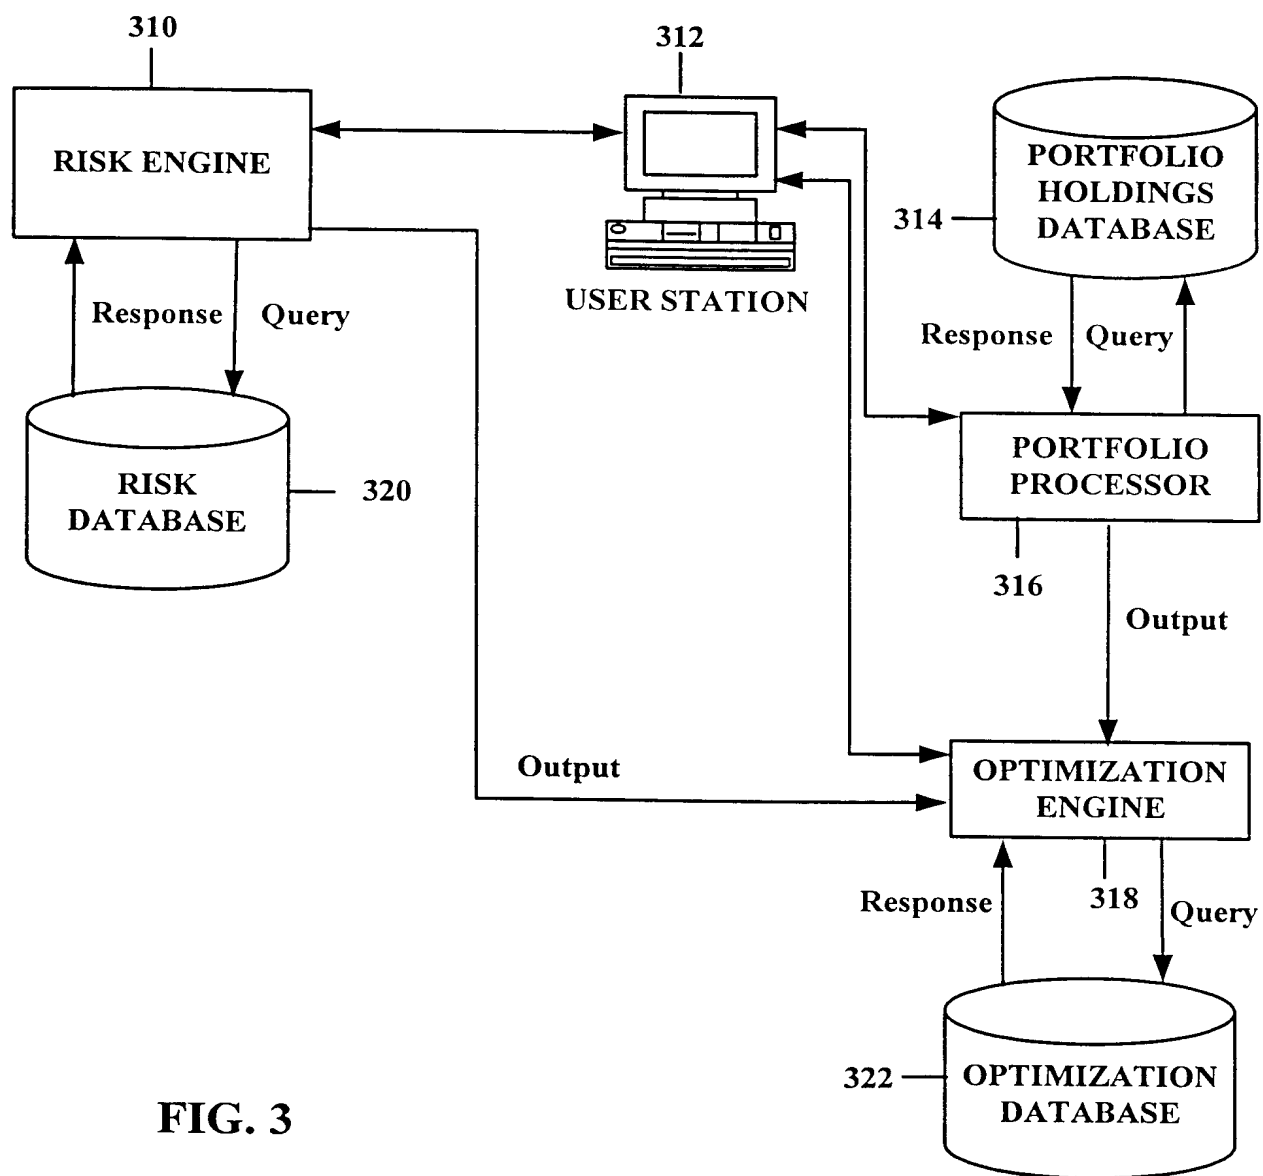 310
312
RISK ENGINE
PORTFOLIO
HOLDINGS
DATABASE
314
USER STATION
Response
Query
Response
Query
RISK
DATABASE
320
PORTFOLIO
PROCESSOR
316
Output
Output
OPTIMIZATION
ENGINE
318
Response
Query
322
OPTIMIZATION
DATABASE
FIG. 3